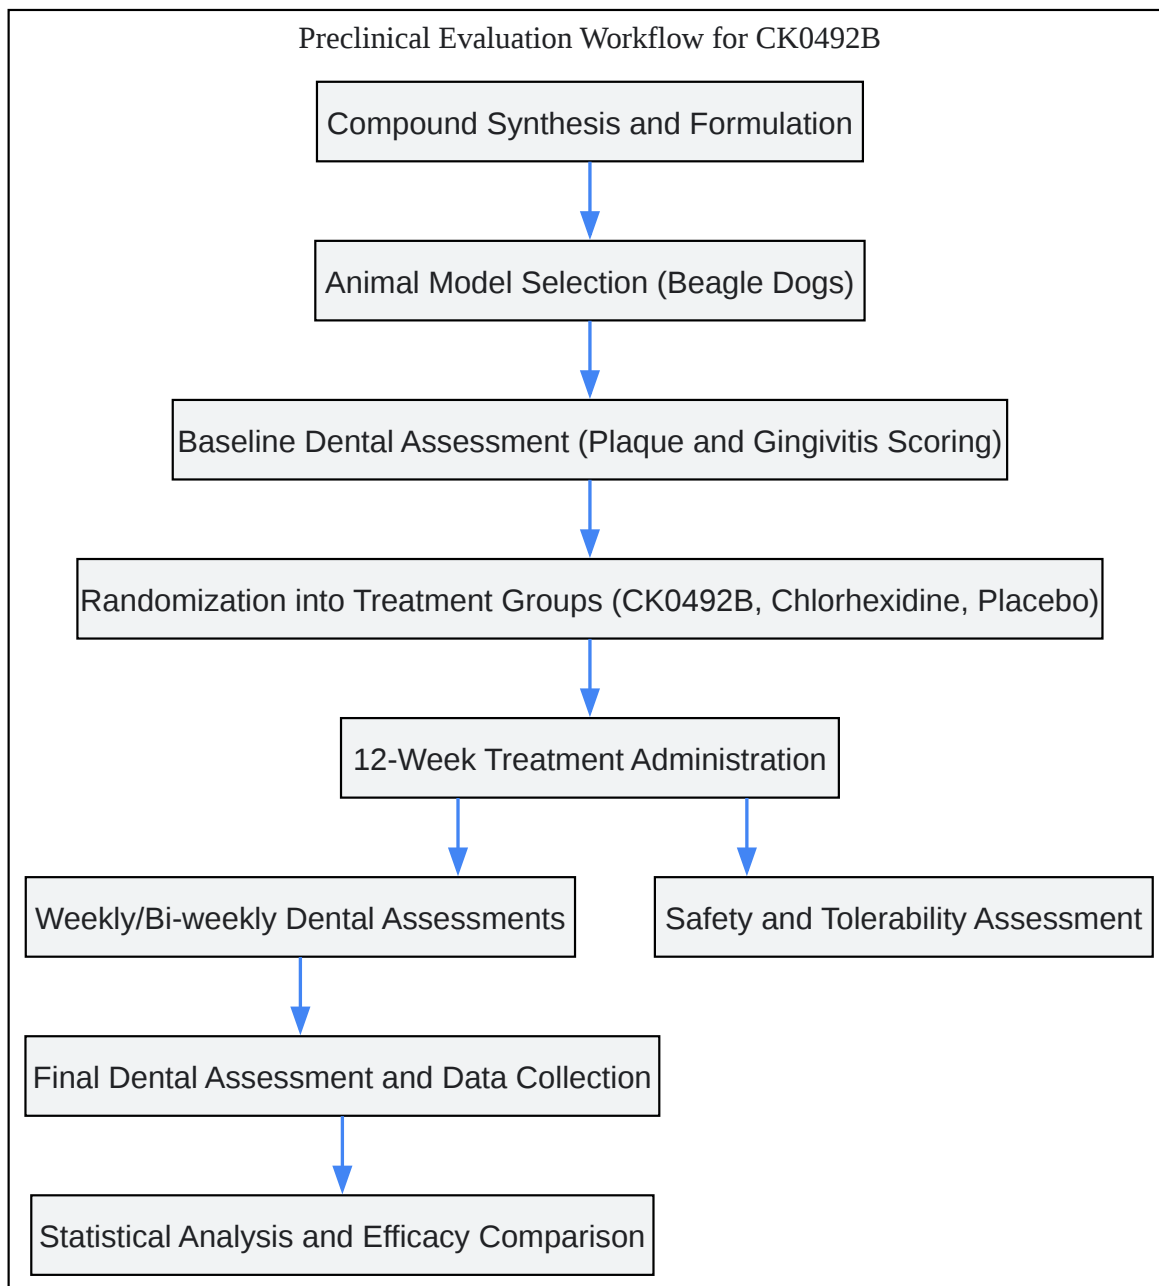 Preclinical Evaluation Workflow for CK0492B
Compound Synthesis and Formulation
Animal Model Selection (Beagle Dogs)
Baseline Dental Assessment (Plaque and Gingivitis Scoring)
Randomization into Treatment Groups (CK0492B, Chlorhexidine, Placebo)
12-Week Treatment Administration
Weekly/Bi-weekly Dental Assessments
Safety and Tolerability Assessment
Final Dental Assessment and Data Collection
Statistical Analysis and Efficacy Comparison